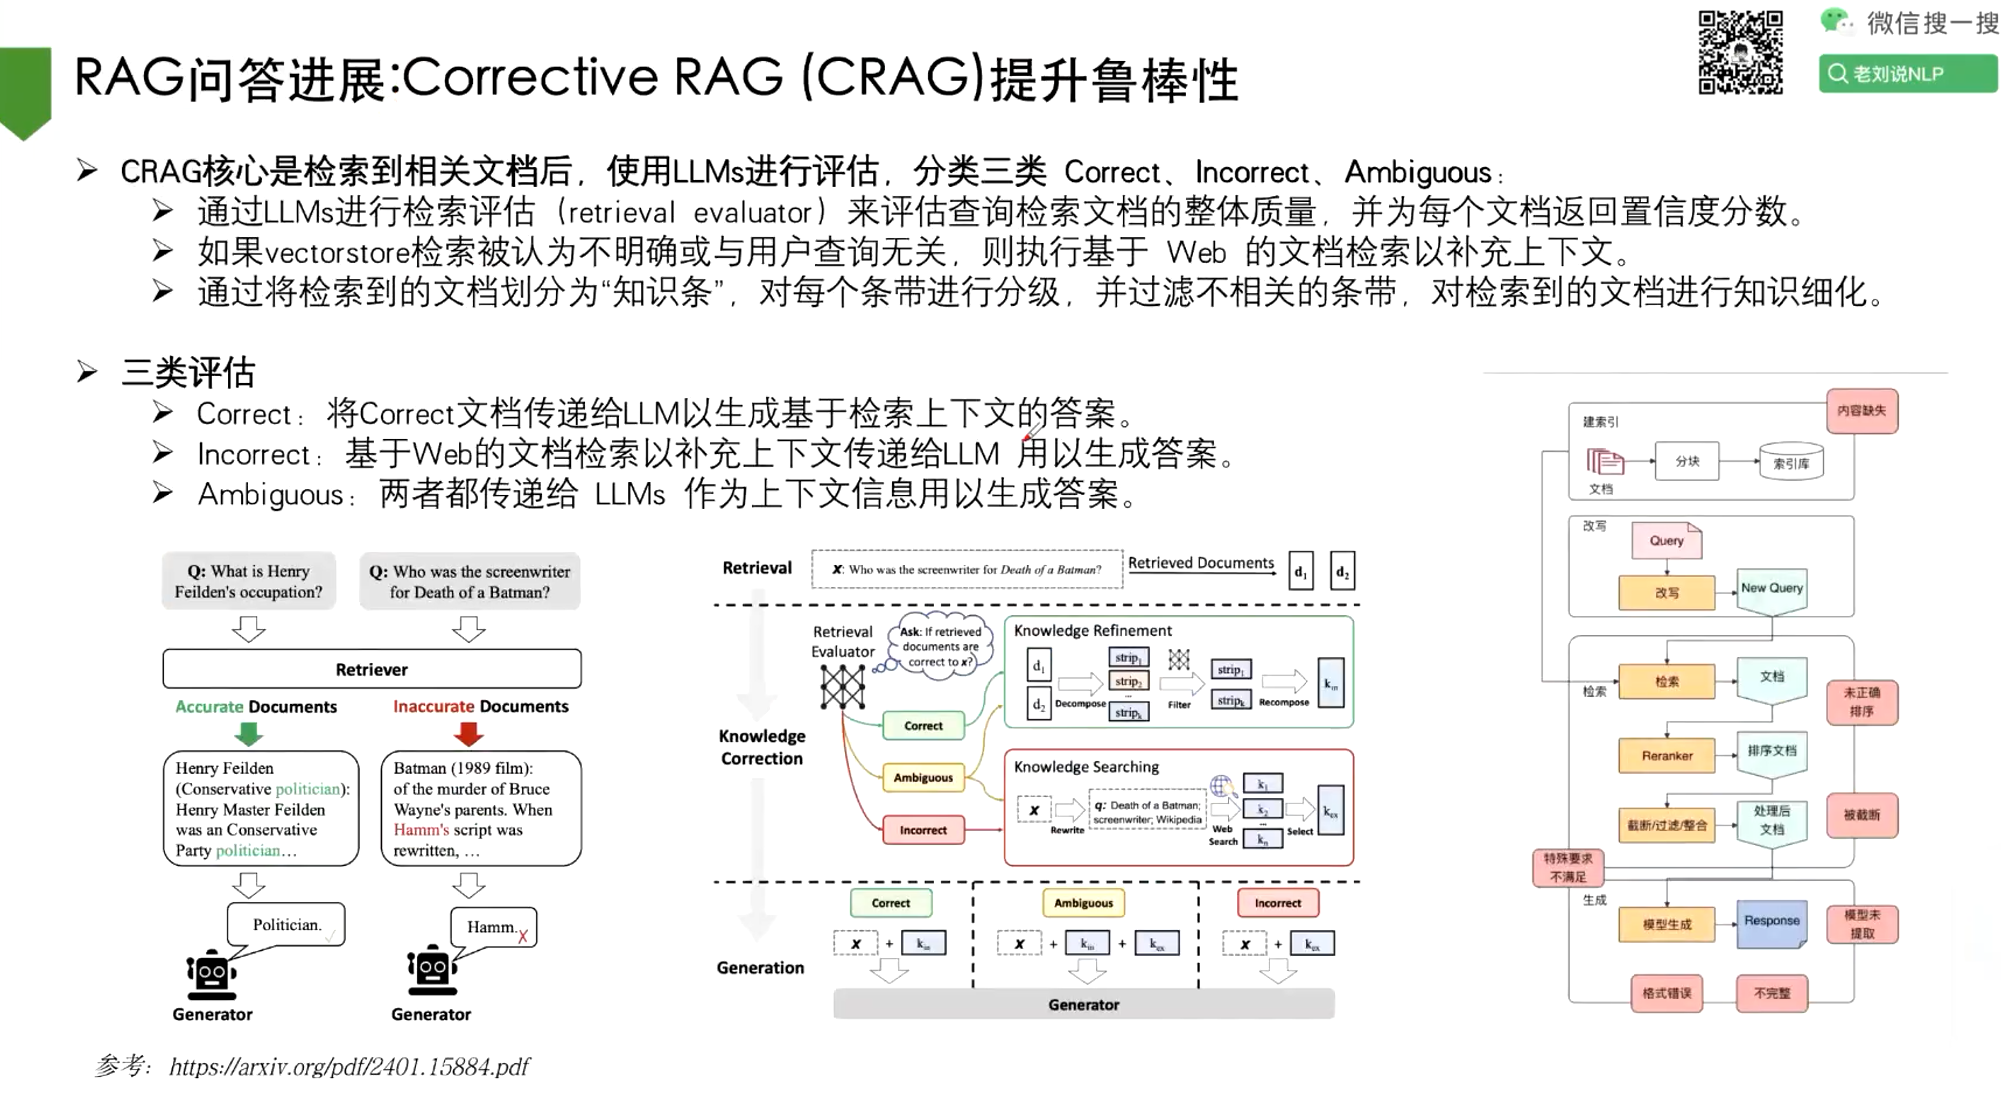 微信搜一搜
老刘说NLP
RAG问答进展:Corrective RAG (CRAG)提升鲁棒性
CRAG核心是检索到相关文档后，使用LLMs进行评估，分类三类 Correct、Incorrect、Ambiguous：
通过LLMs进行检索评估（retrieval evaluator）来评估查询检索文档的整体质量，并为每个文档返回置信度分数。
如果vectorstore检索被认为不明确或与用户查询无关，则执行基于 Web 的文档检索以补充上下文。
通过将检索到的文档划分为“知识条”，对每个条带进行分级，并过滤不相关的条带，对检索到的文档进行知识细化。
三类评估
Correct：将Correct文档传递给LLM以生成基于检索上下文的答案。
Incorrect：基于Web的文档检索以补充上下文传递给LLM 用以生成答案。
Ambiguous：两者都传递给 LLMs 作为上下文信息用以生成答案。
Q: What is Henry
Feilden's occupation?
Q: Who was the screenwriter
for Death of a Batman?
Retriever
Accurate Documents
Inaccurate Documents
Henry Feilden
(Conservative politician):
Henry Master Feilden
was an Conservative
Party politician…
Batman (1989 film):
of the murder of Bruce
Wayne's parents. When
Hamm's script was
rewritten, …
Politician.
Hamm.
Generator
Generator
Retrieval
x: Who was the screenwriter for Death of a Batman?
Retrieved Documents
d1
d2
Knowledge
Correction
Retrieval
Evaluator
Ask: If retrieved
documents are
correct to x?
Correct
Ambiguous
Incorrect
Knowledge Refinement
d1
d2
Decompose
strip1
strip2
...
stripk
Filter
strip1
stripk
Recompose
kin
Knowledge Searching
x
Rewrite
q: Death of a Batman;
screenwriter; Wikipedia
Web
Search
k1
k2
...
kn
Select
kex
Generation
Correct
x + kin
Ambiguous
x + kin + kex
Incorrect
x + kex
Generator
建索引
内容缺失
文档
分块
索引库
改写
Query
改写
New Query
检索
检索
文档
未正确
排序
Reranker
排序文档
截断/过滤/整合
处理后
文档
被截断
特殊要求
不满足
生成
模型生成
Response
模型未
提取
格式错误
不完整
参考：https://arxiv.org/pdf/2401.15884.pdf